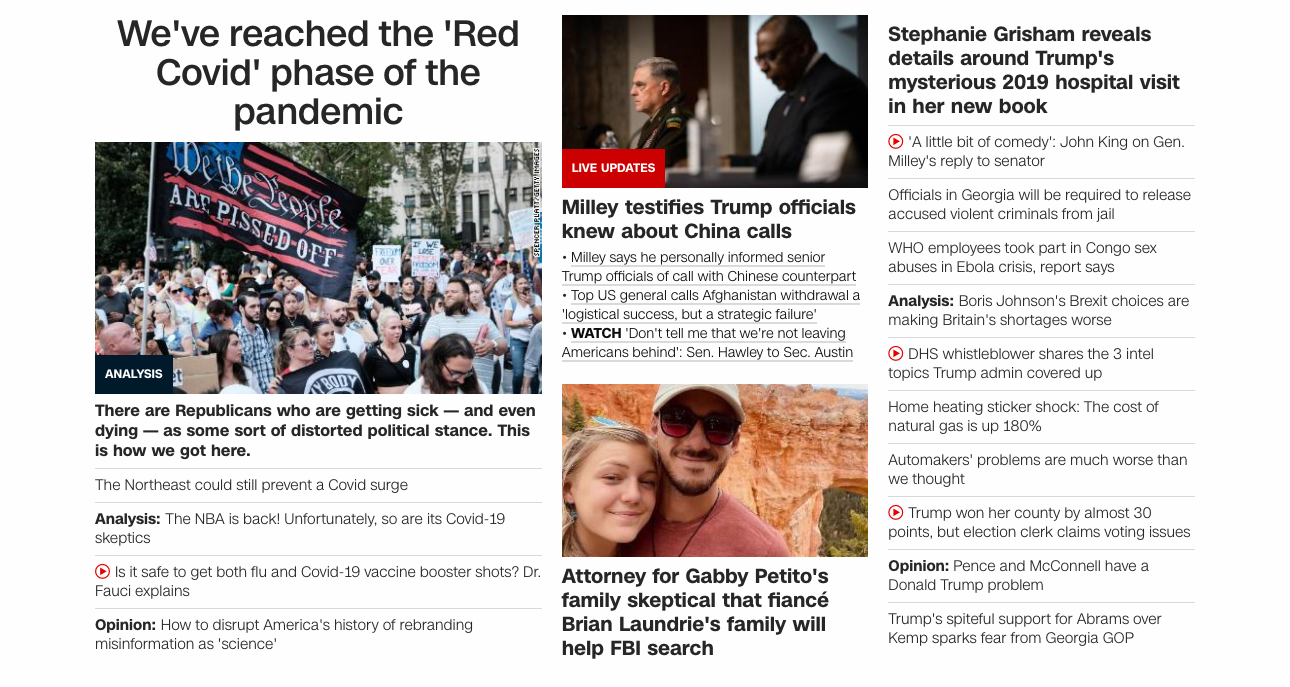 We've reached the 'Red
Covid' phase of the
pandemic
We the People
ARE PISSED OFF
FREEDOM
OVER
IF WE
LOSE
FREEDOM
MY BODY
SPENCER PLATT/GETTY IMAGES
ANALYSIS
There are Republicans who are getting sick — and even
dying — as some sort of distorted political stance. This
is how we got here.
The Northeast could still prevent a Covid surge
Analysis: The NBA is back! Unfortunately, so are its Covid-19
skeptics
Is it safe to get both flu and Covid-19 vaccine booster shots? Dr.
Fauci explains
Opinion: How to disrupt America's history of rebranding
misinformation as 'science'
LIVE UPDATES
Milley testifies Trump officials
knew about China calls
• Milley says he personally informed senior
Trump officials of call with Chinese counterpart
• Top US general calls Afghanistan withdrawal a
'logistical success, but a strategic failure'
• WATCH 'Don't tell me that we're not leaving
Americans behind': Sen. Hawley to Sec. Austin
Attorney for Gabby Petito's
family skeptical that fiancé
Brian Laundrie's family will
help FBI search
Stephanie Grisham reveals
details around Trump's
mysterious 2019 hospital visit
in her new book
'A little bit of comedy': John King on Gen.
Milley's reply to senator
Officials in Georgia will be required to release
accused violent criminals from jail
WHO employees took part in Congo sex
abuses in Ebola crisis, report says
Analysis: Boris Johnson's Brexit choices are
making Britain's shortages worse
DHS whistleblower shares the 3 intel
topics Trump admin covered up
Home heating sticker shock: The cost of
natural gas is up 180%
Automakers' problems are much worse than
we thought
Trump won her county by almost 30
points, but election clerk claims voting issues
Opinion: Pence and McConnell have a
Donald Trump problem
Trump's spiteful support for Abrams over
Kemp sparks fear from Georgia GOP